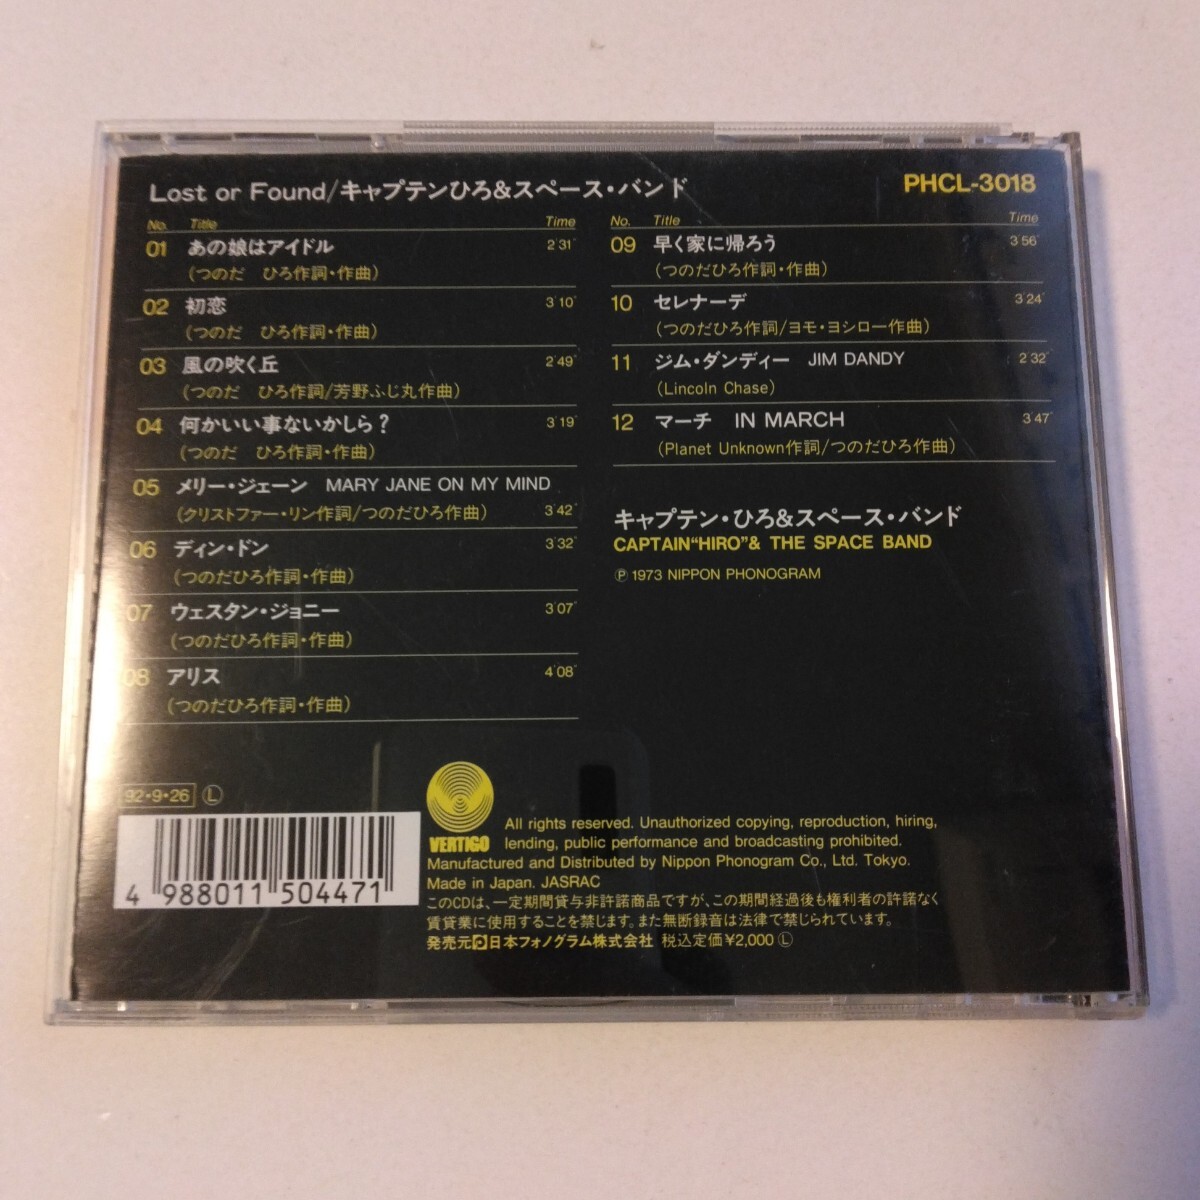 Lost or Found/キャプテンひろ&スペース・バンド
PHCL-3018
No. Title Time
01 あの娘はアイドル 2'31"
(つのだ ひろ作詞・作曲)
02 初恋 3'10"
(つのだ ひろ作詞・作曲)
03 風の吹く丘 2'49"
(つのだ ひろ作詞/芳野ふじ丸作曲)
04 何かいい事ないかしら? 3'19"
(つのだ ひろ作詞・作曲)
05 メリー・ジェーン MARY JANE ON MY MIND
(クリストファー・リン作詞/つのだひろ作曲) 3'42"
06 ディン・ドン 3'32"
(つのだひろ作詞・作曲)
07 ウェスタン・ジョニー 3'07"
(つのだひろ作詞・作曲)
08 アリス 4'08"
(つのだひろ作詞・作曲)
No. Title Time
09 早く家に帰ろう 3'56"
(つのだひろ作詞・作曲)
10 セレナーデ 3'24"
(つのだひろ作詞/ヨモ・ヨシロー作曲)
11 ジム・ダンディー JIM DANDY 2'32"
(Lincoln Chase)
12 マーチ IN MARCH 3'47"
(Planet Unknown作詞/つのだひろ作曲)
キャプテン・ひろ&スペース・バンド
CAPTAIN“HIRO”& THE SPACE BAND
Ⓟ 1973 NIPPON PHONOGRAM
92・9・26 Ⓛ
4 988011 504471
VERTIGO
All rights reserved. Unauthorized copying, reproduction, hiring,
lending, public performance and broadcasting prohibited.
Manufactured and Distributed by Nippon Phonogram Co., Ltd. Tokyo.
Made in Japan. JASRAC
このCDは、一定期間貸与非許諾商品ですが、この期間経過後も権利者の許諾なく
賃貸業に使用することを禁じます。また無断録音は法律で禁じられています。
発売元 日本フォノグラム株式会社 税込定価¥2,000 Ⓛ